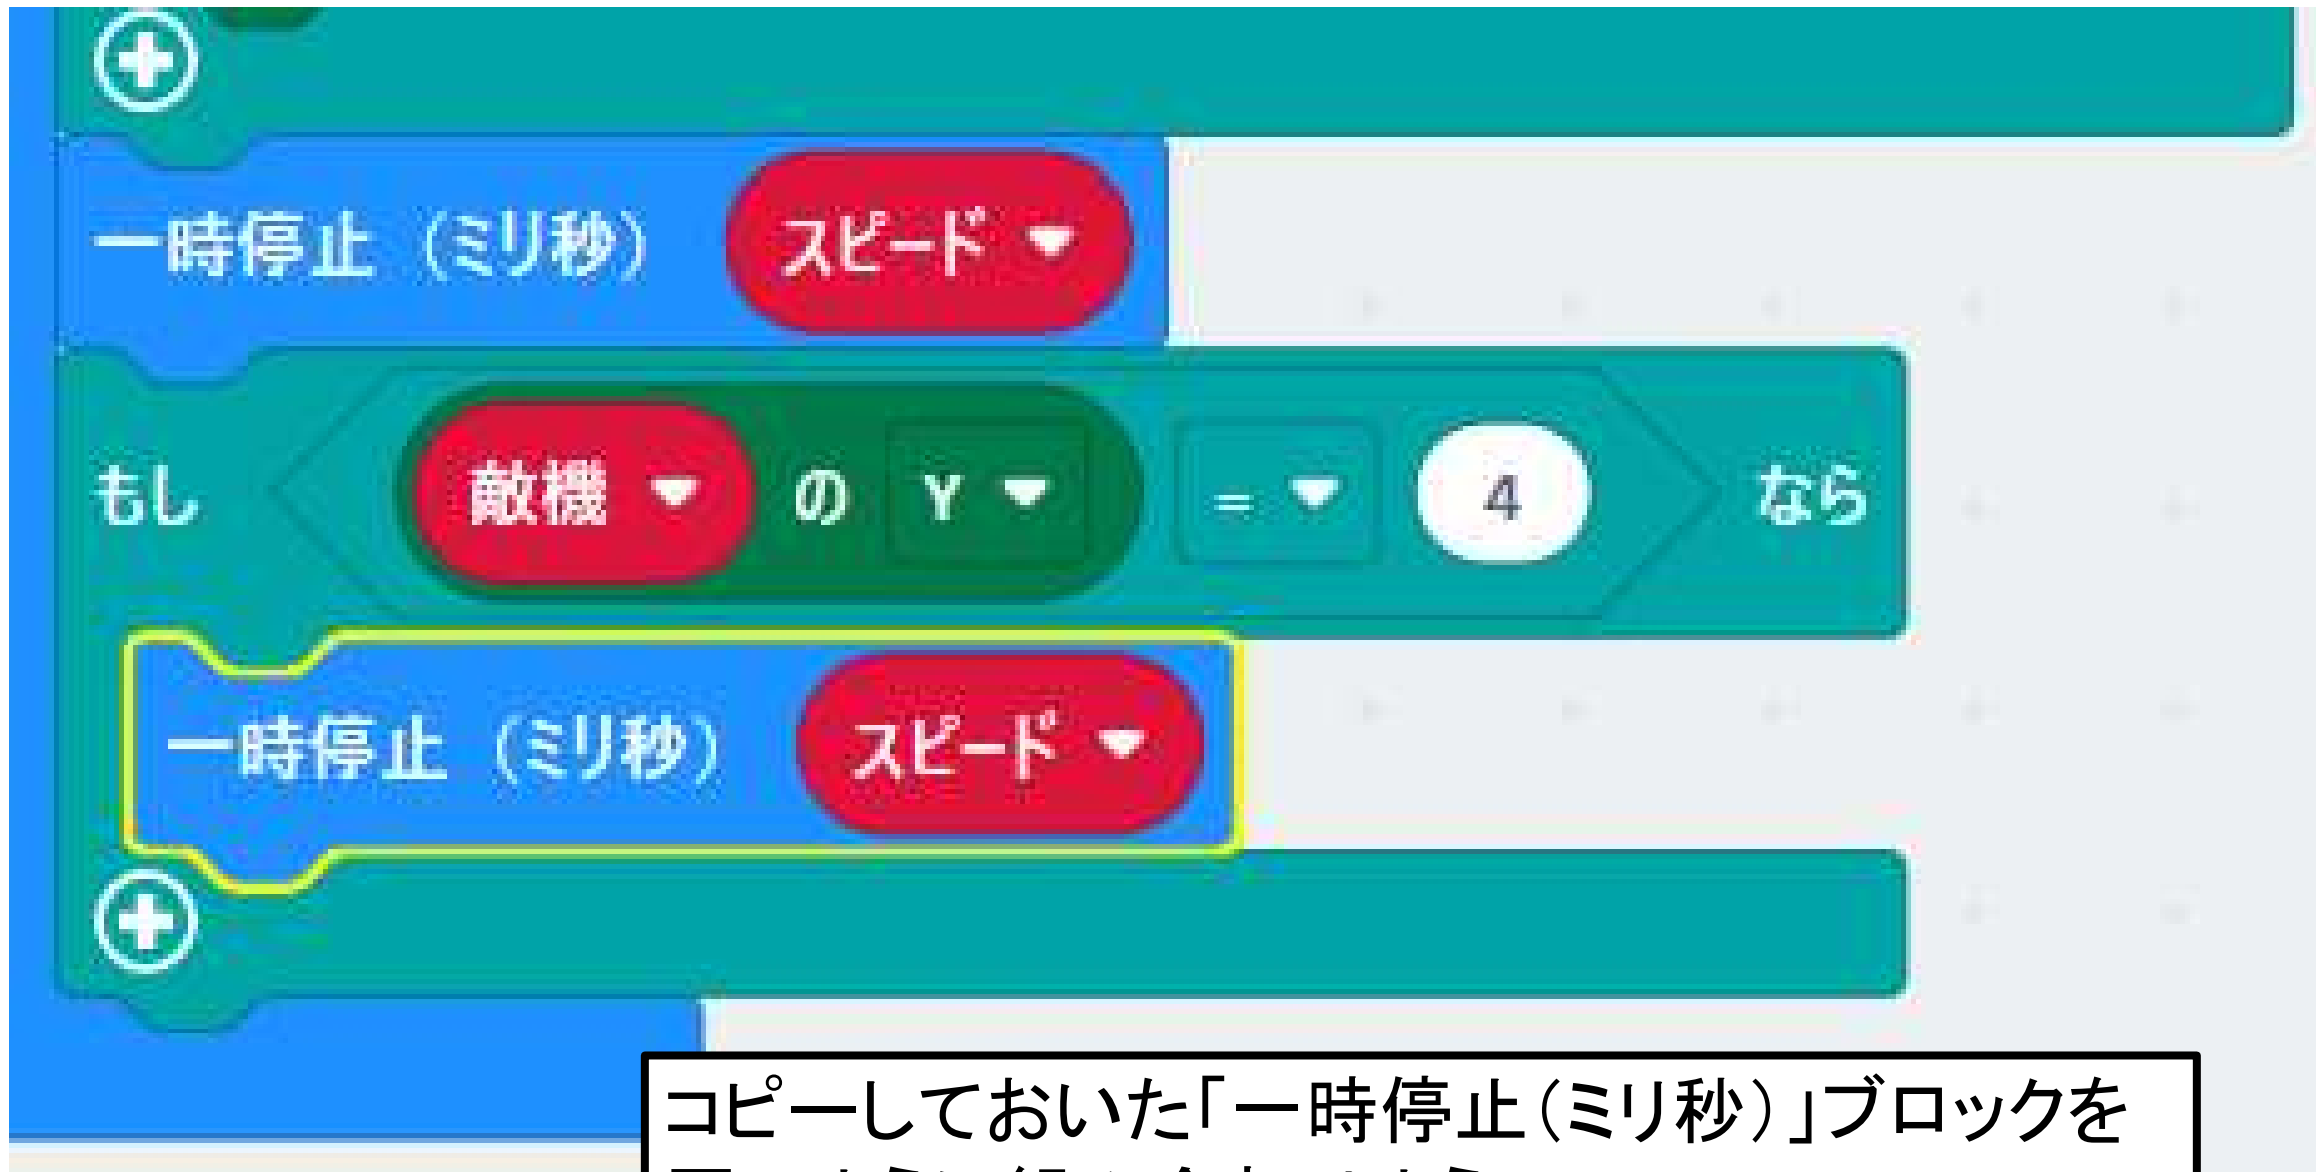 一時停止 (ミリ秒) スピード
もし 敵機 の Y = 4 なら
一時停止 (ミリ秒) スピード
コピーしておいた「一時停止(ミリ秒)」ブロックを